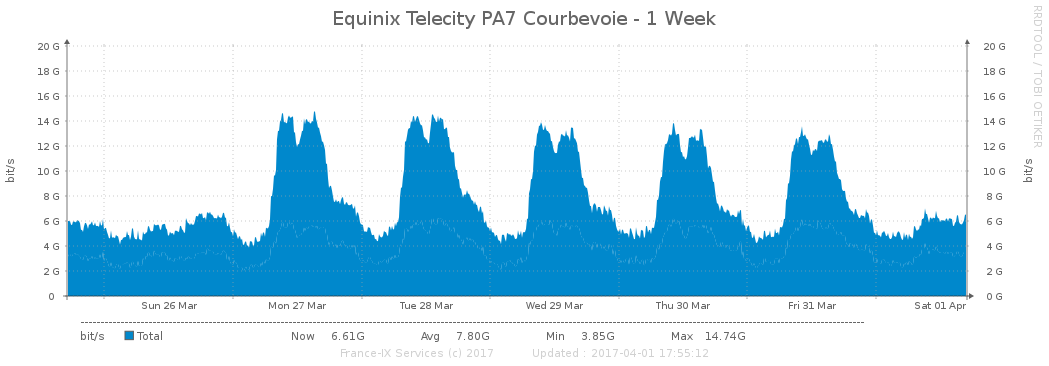 Equinix Telecity PA7 Courbevoie - 1 Week
RRDTOOL / TOBI OETIKER
bit/s
20 G
18 G
16 G
14 G
12 G
10 G
8 G
6 G
4 G
2 G
0
20 G
18 G
16 G
14 G
12 G
10 G
8 G
6 G
4 G
2 G
0 G
bit/s
Sun 26 Mar Mon 27 Mar Tue 28 Mar Wed 29 Mar Thu 30 Mar Fri 31 Mar Sat 01 Apr
bit/s Total Now 6.61G Avg 7.80G Min 3.85G Max 14.74G
France-IX Services (c) 2017 Updated : 2017-04-01 17:55:12